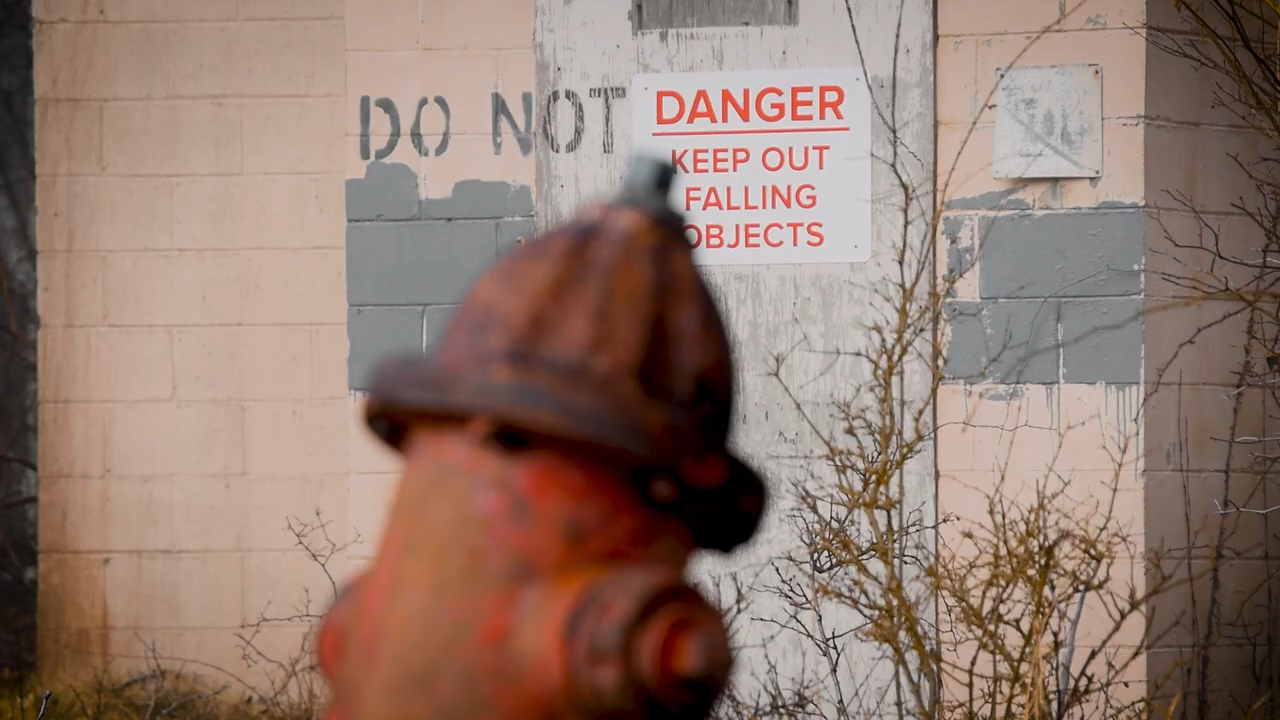 DO NOT
DANGER
KEEP OUT
FALLING
OBJECTS